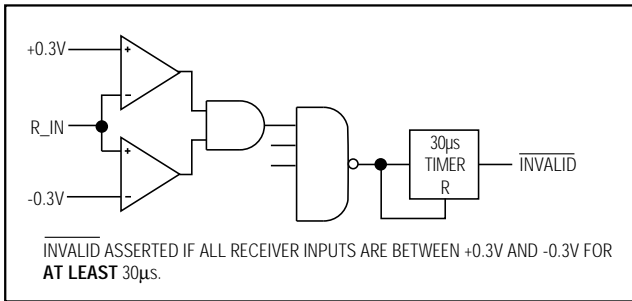 +0.3V
+
-
R_IN
+
-
-0.3V
30µs
TIMER
R
INVALID
INVALID ASSERTED IF ALL RECEIVER INPUTS ARE BETWEEN +0.3V AND -0.3V FOR
AT LEAST 30µs.